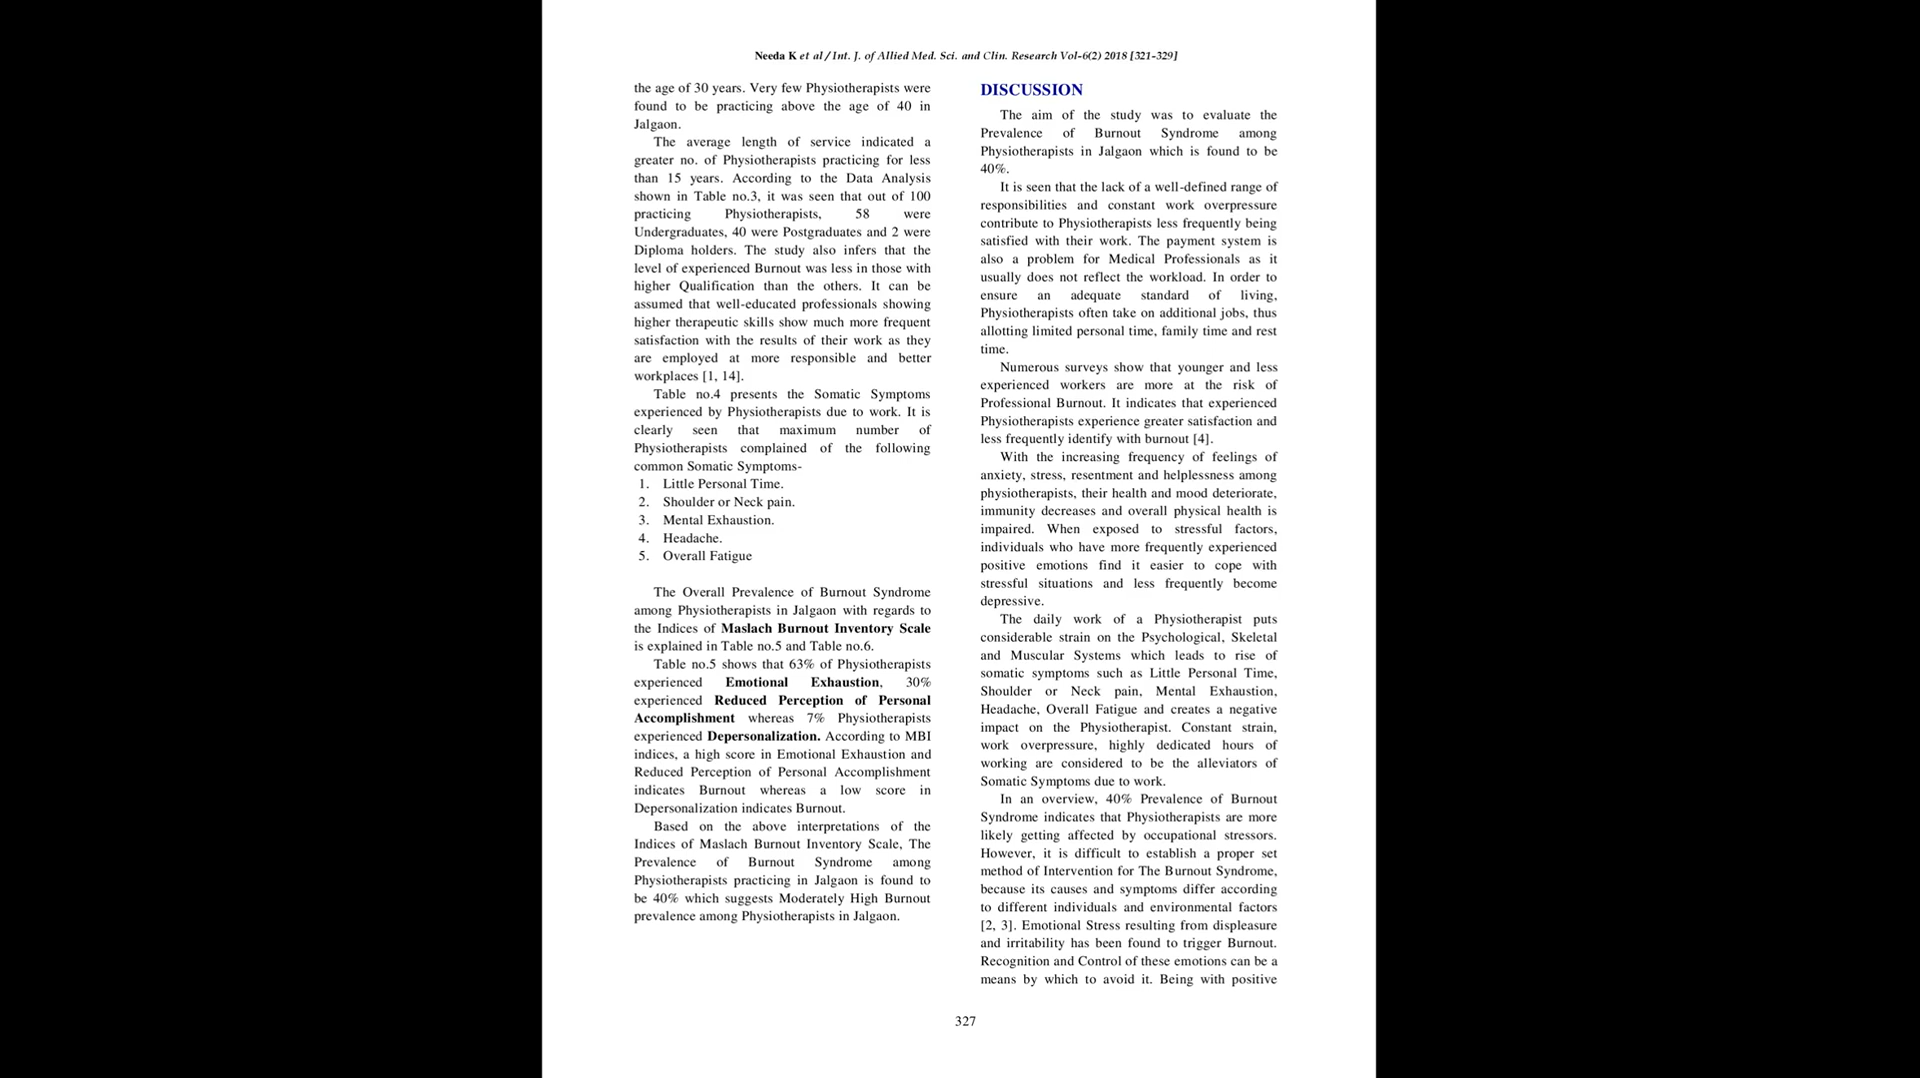 Needa K et al / Int. J. of Allied Med. Sci. and Clin. Research Vol-6(2) 2018 [321-329]
the age of 30 years. Very few Physiotherapists were
found to be practicing above the age of 40 in
Jalgaon.
The average length of service indicated a
greater no. of Physiotherapists practicing for less
than 15 years. According to the Data Analysis
shown in Table no.3, it was seen that out of 100
practicing Physiotherapists, 58 were
Undergraduates, 40 were Postgraduates and 2 were
Diploma holders. The study also infers that the
level of experienced Burnout was less in those with
higher Qualification than the others. It can be
assumed that well-educated professionals showing
higher therapeutic skills show much more frequent
satisfaction with the results of their work as they
are employed at more responsible and better
workplaces [1, 14].
Table no.4 presents the Somatic Symptoms
experienced by Physiotherapists due to work. It is
clearly seen that maximum number of
Physiotherapists complained of the following
common Somatic Symptoms-
1. Little Personal Time.
2. Shoulder or Neck pain.
3. Mental Exhaustion.
4. Headache.
5. Overall Fatigue
The Overall Prevalence of Burnout Syndrome
among Physiotherapists in Jalgaon with regards to
the Indices of Maslach Burnout Inventory Scale
is explained in Table no.5 and Table no.6.
Table no.5 shows that 63% of Physiotherapists
experienced Emotional Exhaustion, 30%
experienced Reduced Perception of Personal
Accomplishment whereas 7% Physiotherapists
experienced Depersonalization. According to MBI
indices, a high score in Emotional Exhaustion and
Reduced Perception of Personal Accomplishment
indicates Burnout whereas a low score in
Depersonalization indicates Burnout.
Based on the above interpretations of the
Indices of Maslach Burnout Inventory Scale, The
Prevalence of Burnout Syndrome among
Physiotherapists practicing in Jalgaon is found to
be 40% which suggests Moderately High Burnout
prevalence among Physiotherapists in Jalgaon.
DISCUSSION
The aim of the study was to evaluate the
Prevalence of Burnout Syndrome among
Physiotherapists in Jalgaon which is found to be
40%.
It is seen that the lack of a well-defined range of
responsibilities and constant work overpressure
contribute to Physiotherapists less frequently being
satisfied with their work. The payment system is
also a problem for Medical Professionals as it
usually does not reflect the workload. In order to
ensure an adequate standard of living,
Physiotherapists often take on additional jobs, thus
allotting limited personal time, family time and rest
time.
Numerous surveys show that younger and less
experienced workers are more at the risk of
Professional Burnout. It indicates that experienced
Physiotherapists experience greater satisfaction and
less frequently identify with burnout [4].
With the increasing frequency of feelings of
anxiety, stress, resentment and helplessness among
physiotherapists, their health and mood deteriorate,
immunity decreases and overall physical health is
impaired. When exposed to stressful factors,
individuals who have more frequently experienced
positive emotions find it easier to cope with
stressful situations and less frequently become
depressive.
The daily work of a Physiotherapist puts
considerable strain on the Psychological, Skeletal
and Muscular Systems which leads to rise of
somatic symptoms such as Little Personal Time,
Shoulder or Neck pain, Mental Exhaustion,
Headache, Overall Fatigue and creates a negative
impact on the Physiotherapist. Constant strain,
work overpressure, highly dedicated hours of
working are considered to be the alleviators of
Somatic Symptoms due to work.
In an overview, 40% Prevalence of Burnout
Syndrome indicates that Physiotherapists are more
likely getting affected by occupational stressors.
However, it is difficult to establish a proper set
method of Intervention for The Burnout Syndrome,
because its causes and symptoms differ according
to different individuals and environmental factors
[2, 3]. Emotional Stress resulting from displeasure
and irritability has been found to trigger Burnout.
Recognition and Control of these emotions can be a
means by which to avoid it. Being with positive
327